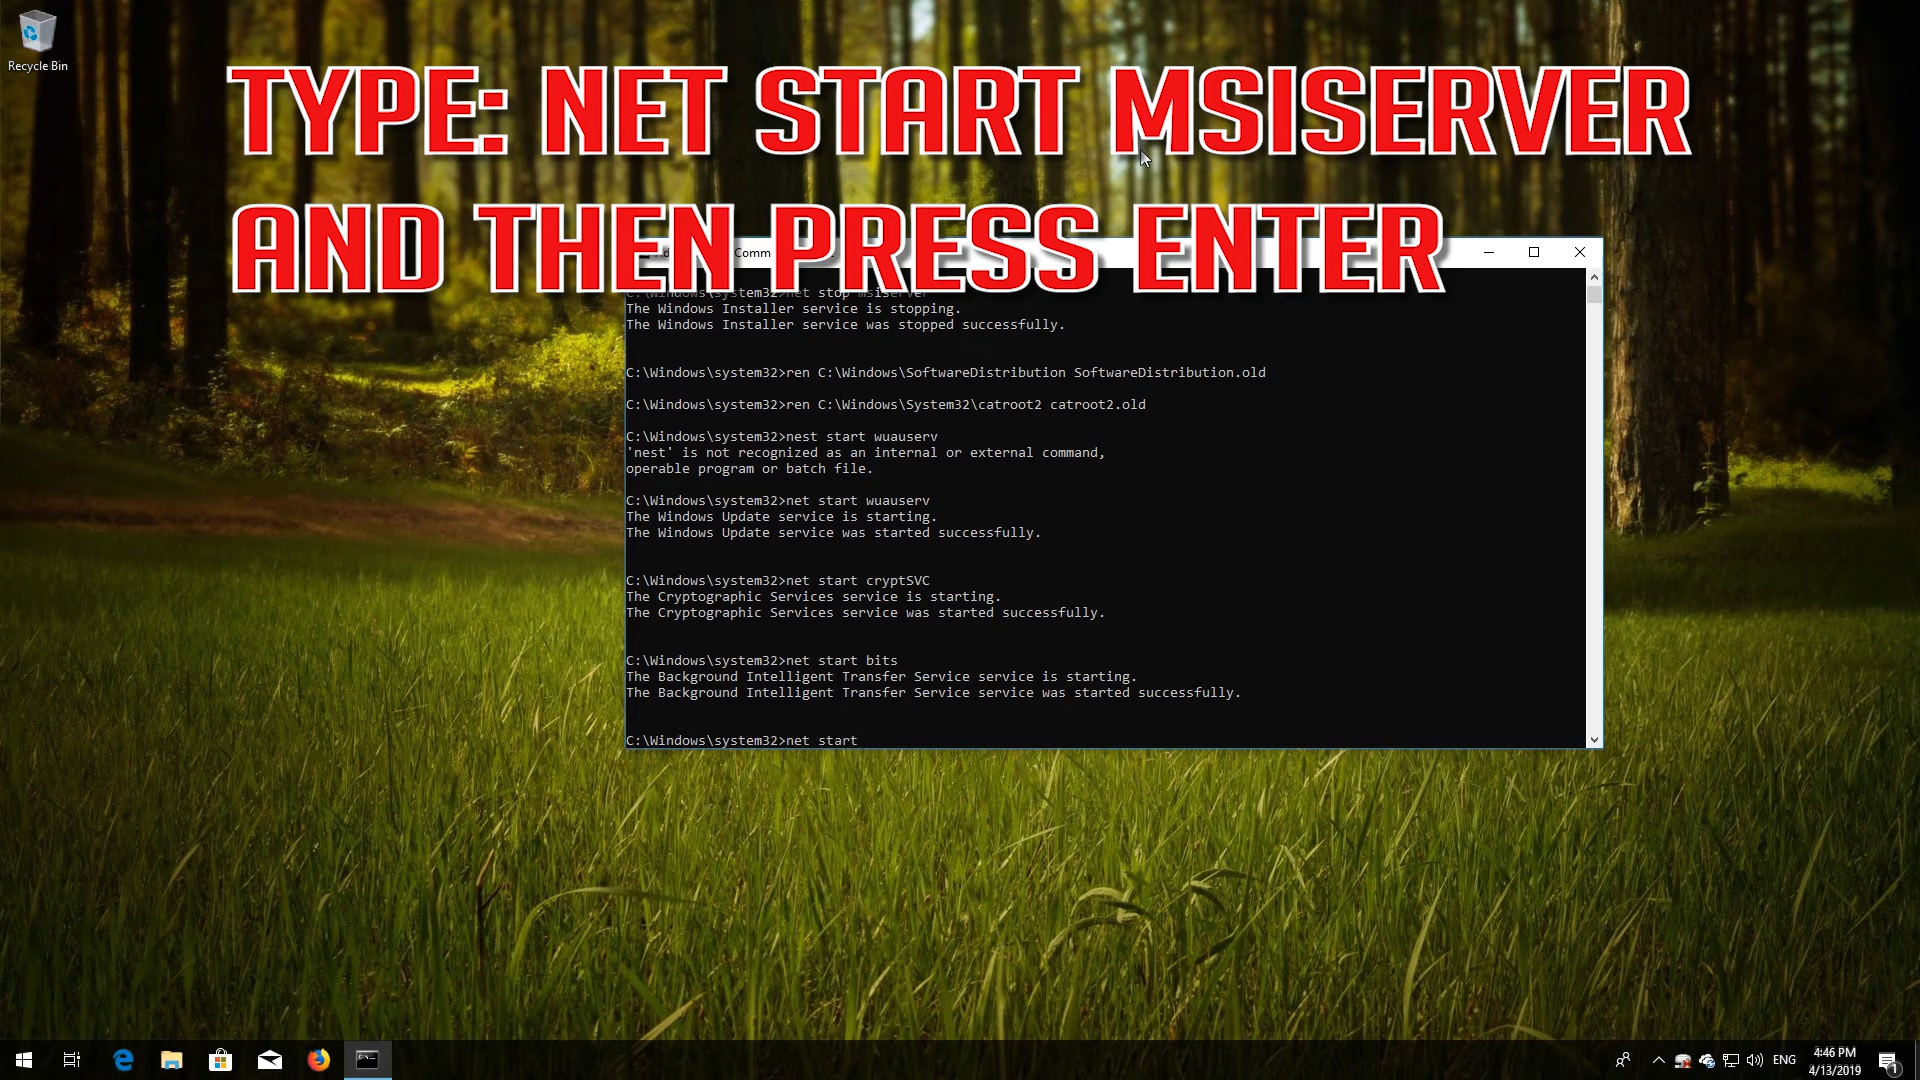 Recycle Bin
TYPE: NET START MSISERVER
AND THEN PRESS ENTER
Comm
C:\Windows\system32>net stop msiserver
The Windows Installer service is stopping.
The Windows Installer service was stopped successfully.
C:\Windows\system32>ren C:\Windows\SoftwareDistribution SoftwareDistribution.old
C:\Windows\system32>ren C:\Windows\System32\catroot2 catroot2.old
C:\Windows\system32>nest start wuauserv
'nest' is not recognized as an internal or external command,
operable program or batch file.
C:\Windows\system32>net start wuauserv
The Windows Update service is starting.
The Windows Update service was started successfully.
C:\Windows\system32>net start cryptSVC
The Cryptographic Services service is starting.
The Cryptographic Services service was started successfully.
C:\Windows\system32>net start bits
The Background Intelligent Transfer Service service is starting.
The Background Intelligent Transfer Service service was started successfully.
C:\Windows\system32>net start
ENG
4:46 PM
4/13/2019
1